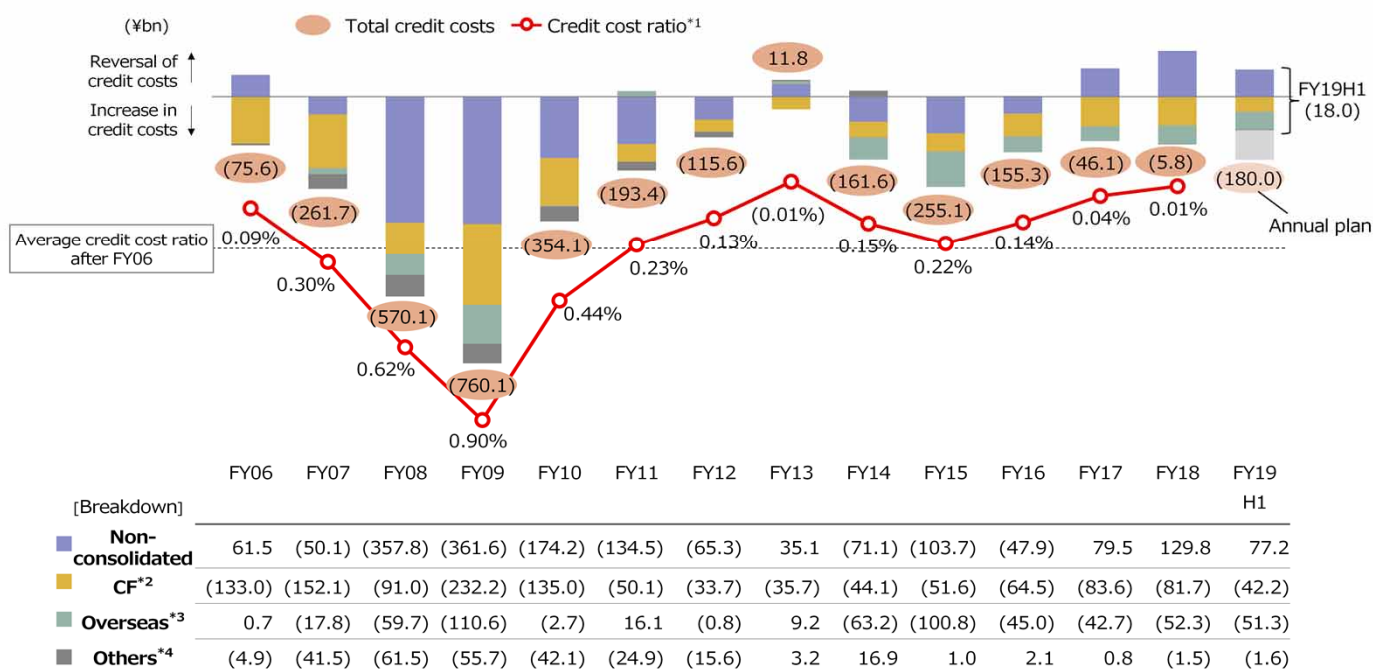 (¥bn)
Total credit costs
Credit cost ratio*1
Reversal of
credit costs
Increase in
credit costs
11.8
FY19H1
(18.0)
(75.6)
(261.7)
(570.1)
(760.1)
(354.1)
(193.4)
(115.6)
(161.6)
(255.1)
(155.3)
(46.1)
(5.8)
(180.0)
Annual plan
Average credit cost ratio
after FY06
0.09%
0.30%
0.62%
0.90%
0.44%
0.23%
0.13%
(0.01%)
0.15%
0.22%
0.14%
0.04%
0.01%
FY06 FY07 FY08 FY09 FY10 FY11 FY12 FY13 FY14 FY15 FY16 FY17 FY18 FY19
H1
[Breakdown]
Non-
consolidated 61.5 (50.1) (357.8) (361.6) (174.2) (134.5) (65.3) 35.1 (71.1) (103.7) (47.9) 79.5 129.8 77.2
CF*2 (133.0) (152.1) (91.0) (232.2) (135.0) (50.1) (33.7) (35.7) (44.1) (51.6) (64.5) (83.6) (81.7) (42.2)
Overseas*3 0.7 (17.8) (59.7) (110.6) (2.7) 16.1 (0.8) 9.2 (63.2) (100.8) (45.0) (42.7) (52.3) (51.3)
Others*4 (4.9) (41.5) (61.5) (55.7) (42.1) (24.9) (15.6) 3.2 16.9 1.0 2.1 0.8 (1.5) (1.6)